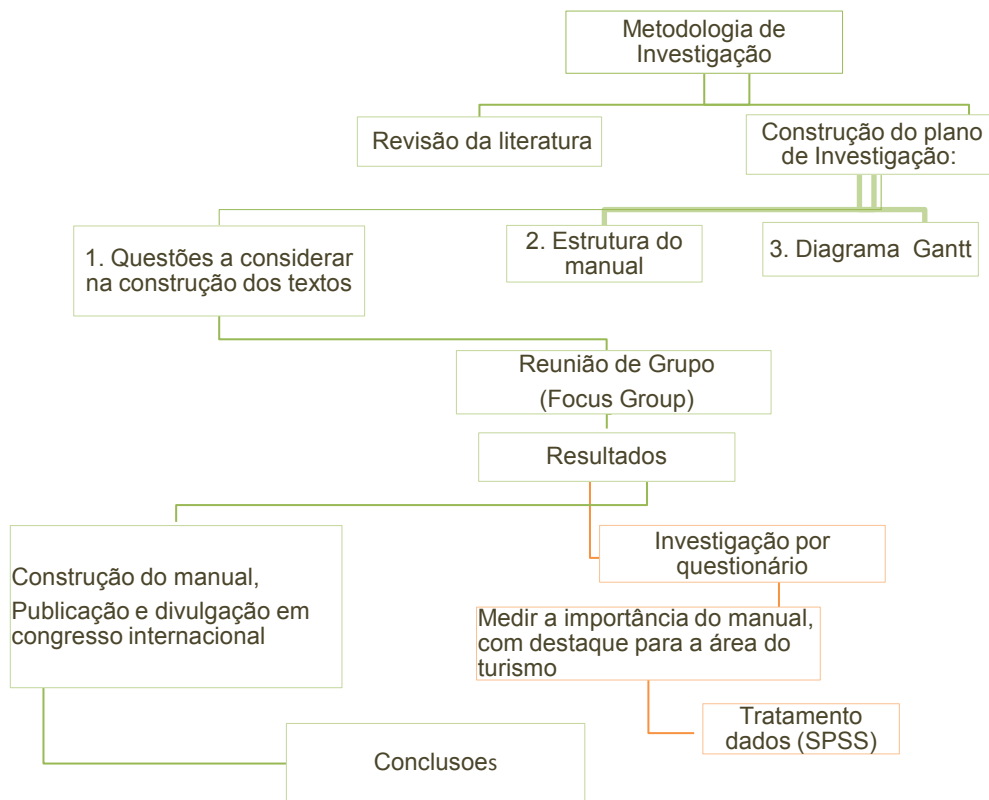 Metodologia de
Investigação
Revisão da literatura
Construção do plano
de Investigação:
1. Questões a considerar
na construção dos textos
2. Estrutura do
manual
3. Diagrama Gantt
Reunião de Grupo
(Focus Group)
Resultados
Construção do manual,
Publicação e divulgação em
congresso internacional
Investigação por
questionário
Medir a importância do manual,
com destaque para a área do
turismo
Tratamento
dados (SPSS)
Conclusoes